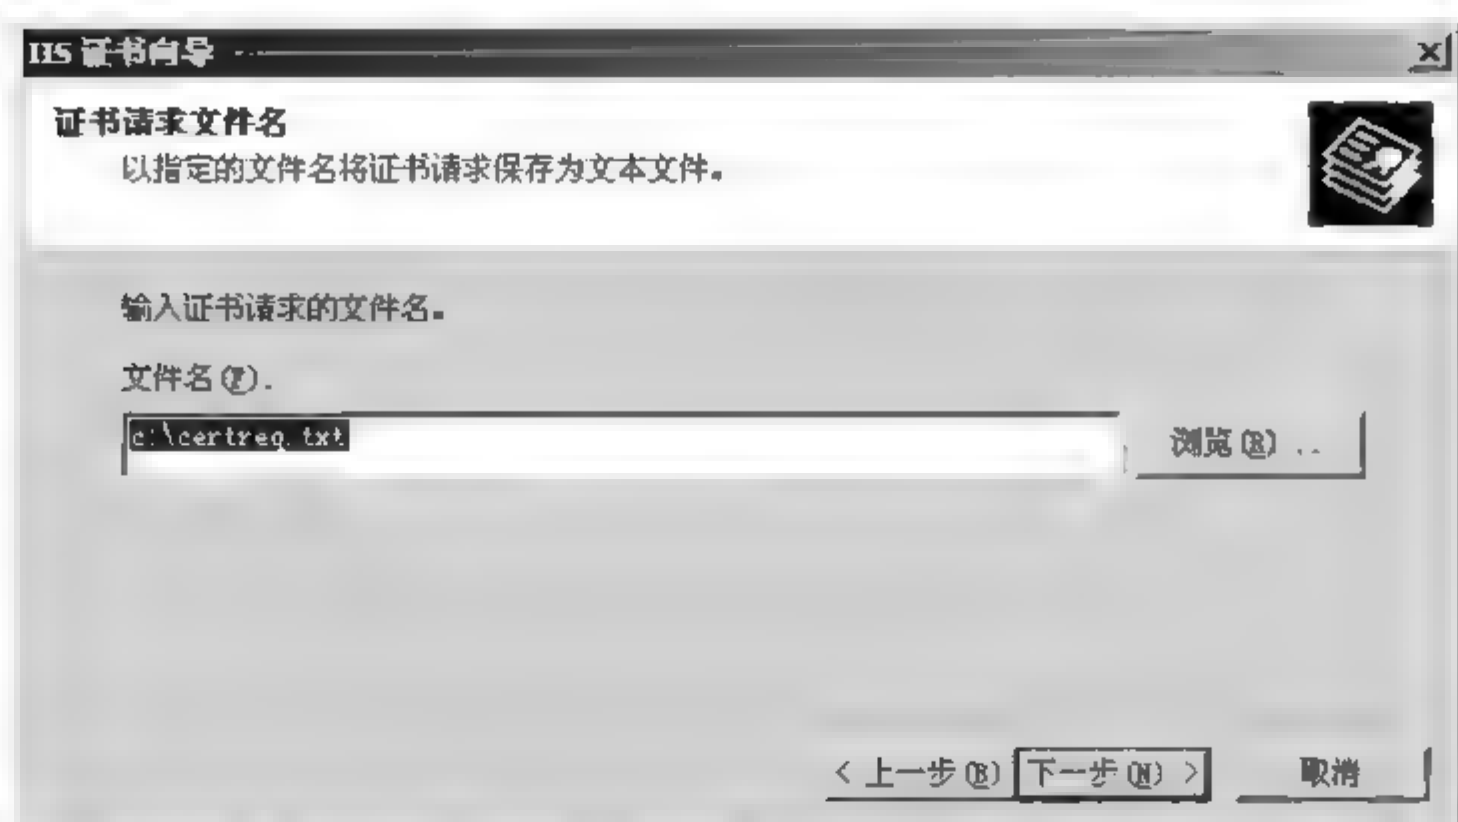 IIS 证书向导
证书请求文件名
以指定的文件名将证书请求保存为文本文件。
输入证书请求的文件名。
文件名(F).
c:\certreq.txt
浏览(R)..
<上一步(B) 下一步(N)> 取消